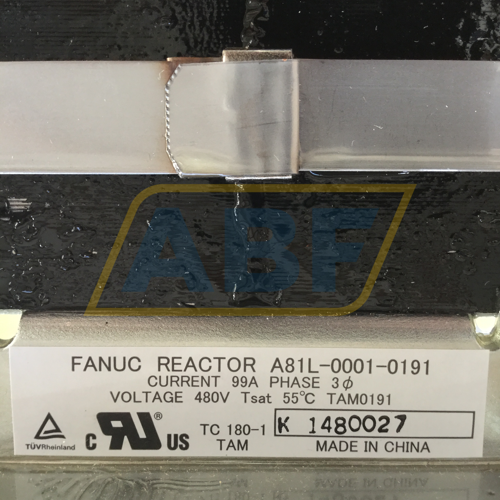 ABF
FANUC REACTOR A81L-0001-0191
CURRENT 99A PHASE 3φ
VOLTAGE 480V Tsat 55℃ TAM0191
TC 180-1 K 1480027
TÜVRheinland C RU US TAM MADE IN CHINA